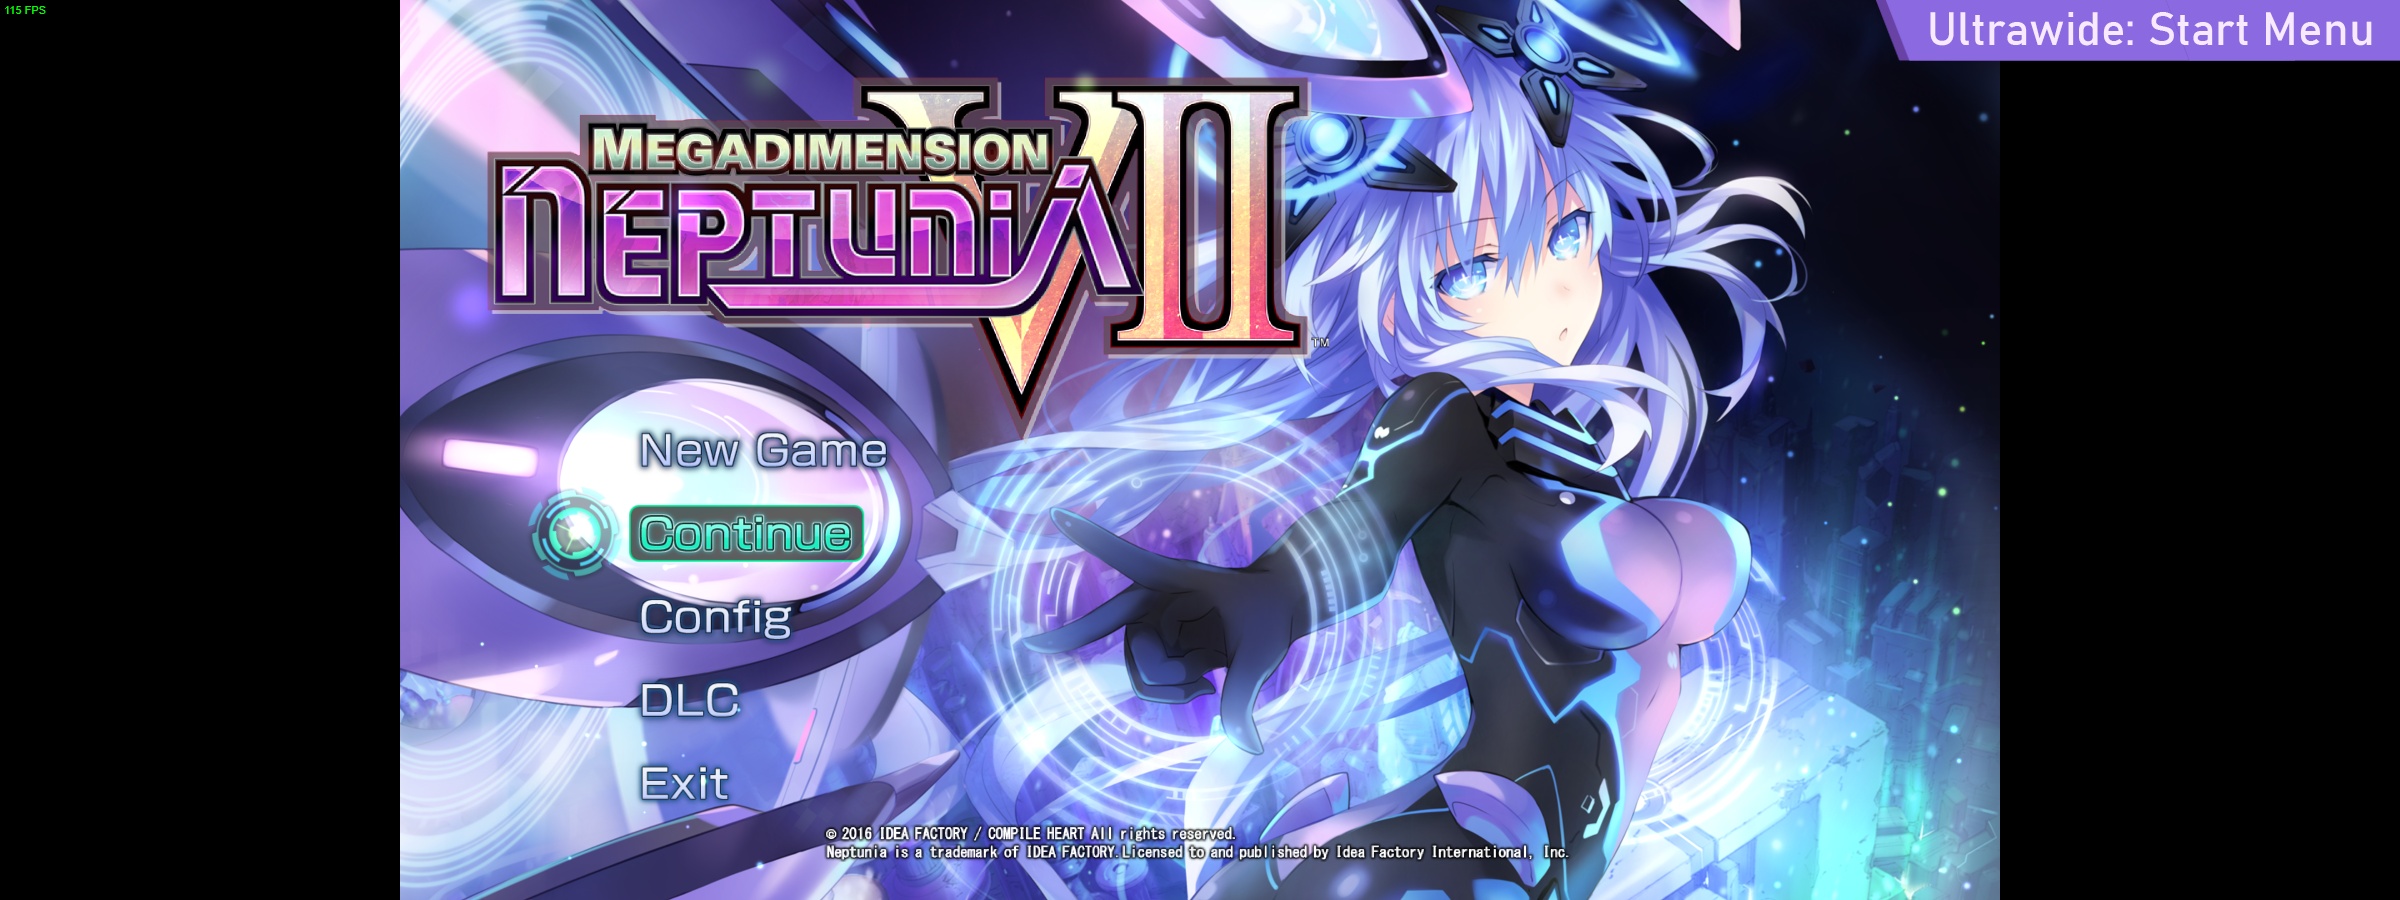 115 FPS
Ultrawide: Start Menu
MEGADIMENSION
NEPTUNIA VII
TM
New Game
Continue
Config
DLC
Exit
© 2016 IDEA FACTORY / COMPILE HEART All rights reserved.
Neptunia is a trademark of IDEA FACTORY.Licensed to and published by Idea Factory International, Inc.